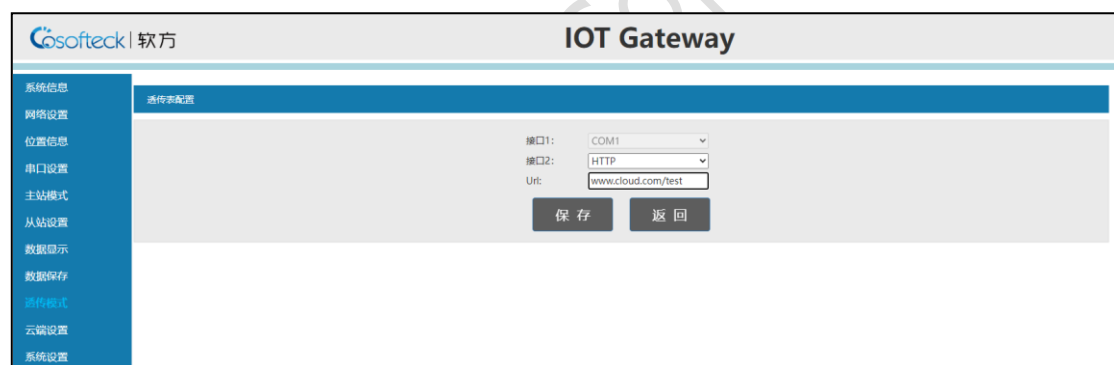 Cosofteck 软方
IOT Gateway
系统信息
网络设置
位置信息
串口设置
主站模式
从站设置
数据显示
数据保存
透传模式
云端设置
系统设置
透传表配置
接口1: COM1
接口2: HTTP
Url: www.cloud.com/test
保存 返回